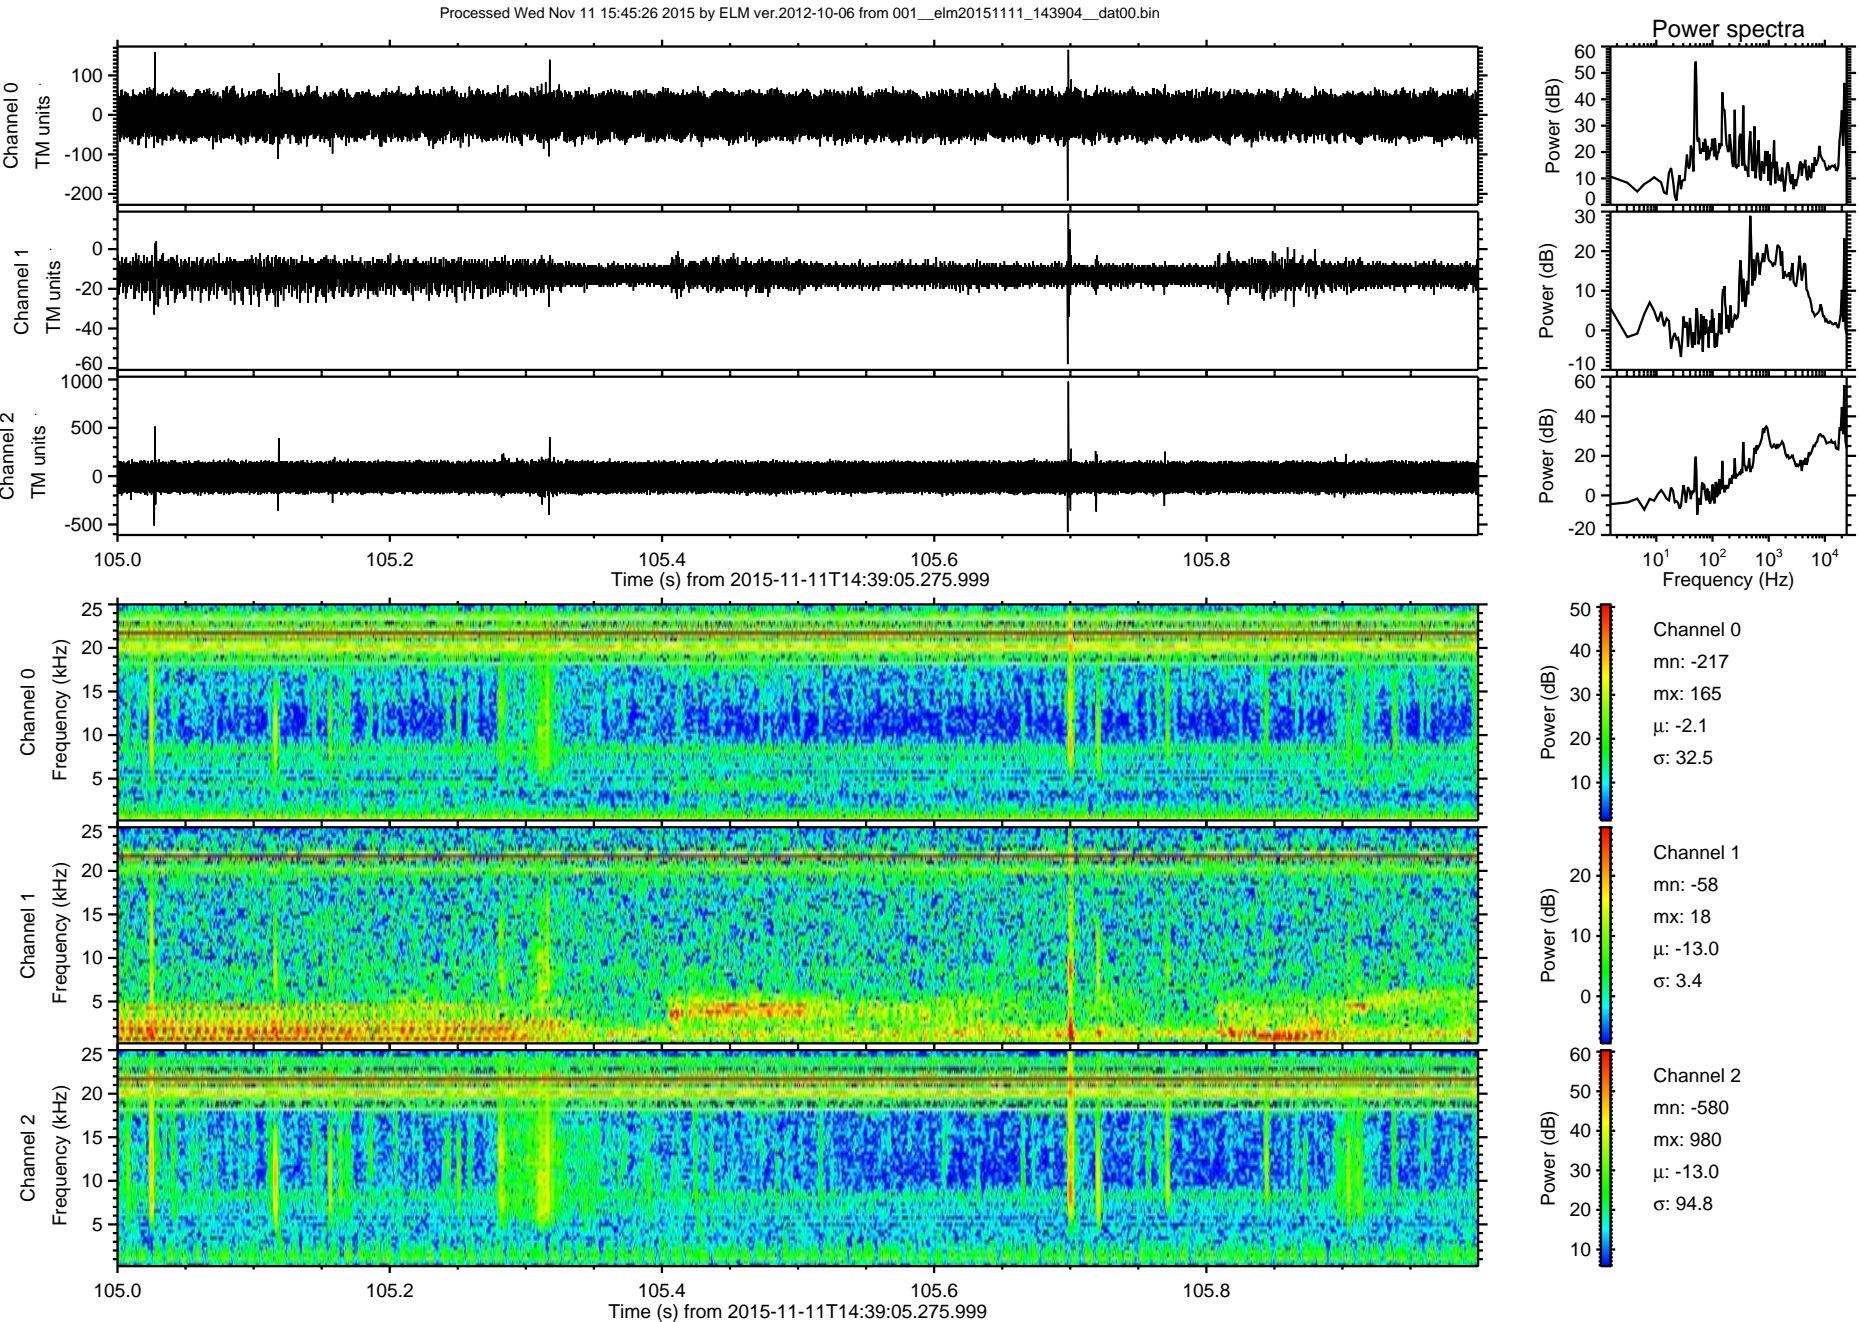 Processed Wed Nov 11 15:45:26 2015 by ELM ver.2012-10-06 from 001__elm20151111_143904__dat00.bin
Power spectra
Channel 0
TM units
100
0
-100
-200
Power (dB)
60
50
40
30
20
10
0
Channel 1
TM units
0
-20
-40
-60
Power (dB)
30
20
10
0
-10
Channel 2
TM units
1000
500
0
-500
Power (dB)
60
40
20
0
-20
105.0 105.2 105.4 105.6 105.8
Time (s) from 2015-11-11T14:39:05.275.999
10^1 10^2 10^3 10^4
Frequency (Hz)
Channel 0
Frequency (kHz)
25
20
15
10
5
Power (dB)
50
40
30
20
10
Channel 0
mn: -217
mx: 165
μ: -2.1
σ: 32.5
Channel 1
Frequency (kHz)
25
20
15
10
5
Power (dB)
20
10
0
Channel 1
mn: -58
mx: 18
μ: -13.0
σ: 3.4
Channel 2
Frequency (kHz)
25
20
15
10
5
Power (dB)
60
50
40
30
20
10
Channel 2
mn: -580
mx: 980
μ: -13.0
σ: 94.8
105.0 105.2 105.4 105.6 105.8
Time (s) from 2015-11-11T14:39:05.275.999